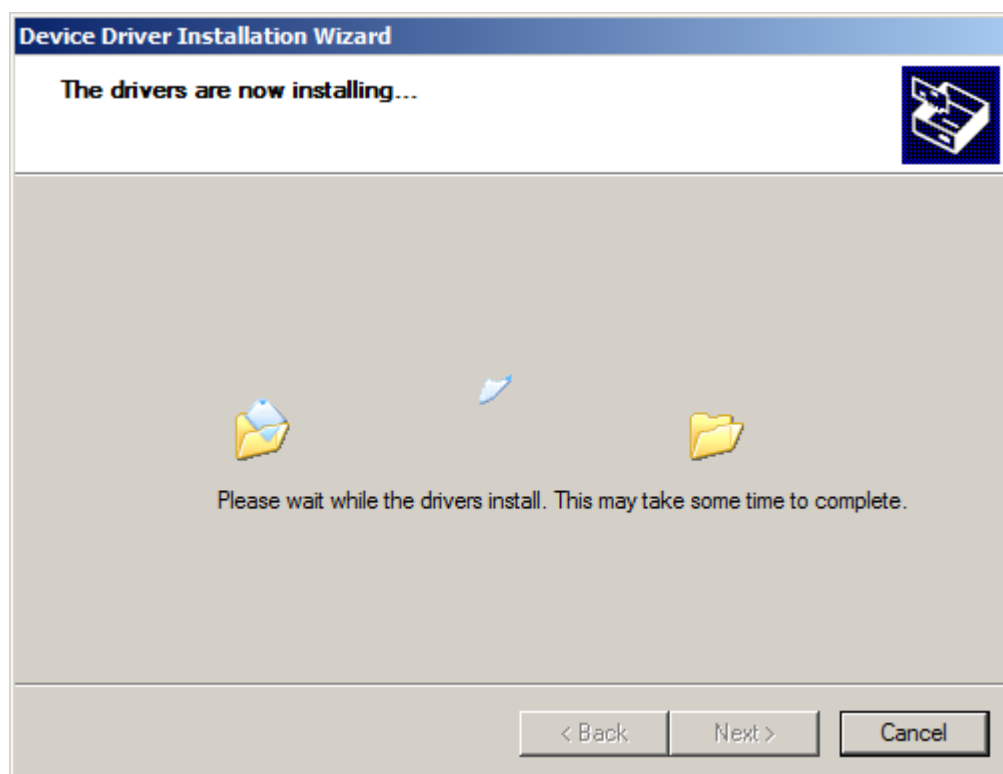 Device Driver Installation Wizard
The drivers are now installing...
Please wait while the drivers install. This may take some time to complete.
< Back
Next >
Cancel